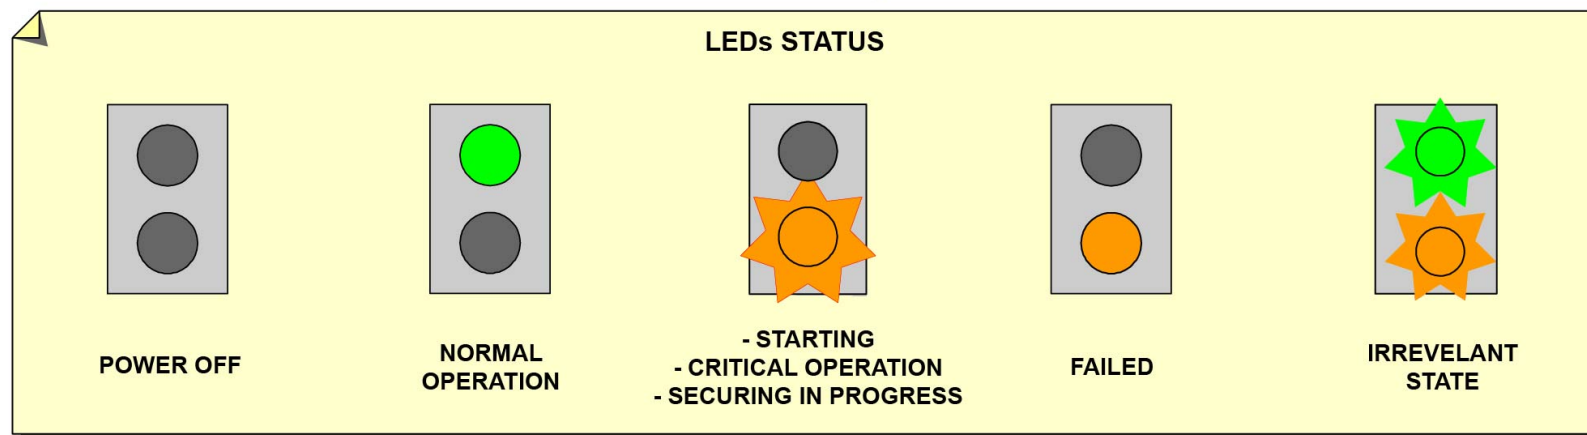 LEDs STATUS
POWER OFF
NORMAL
OPERATION
- STARTING
- CRITICAL OPERATION
- SECURING IN PROGRESS
FAILED
IRREVELANT
STATE